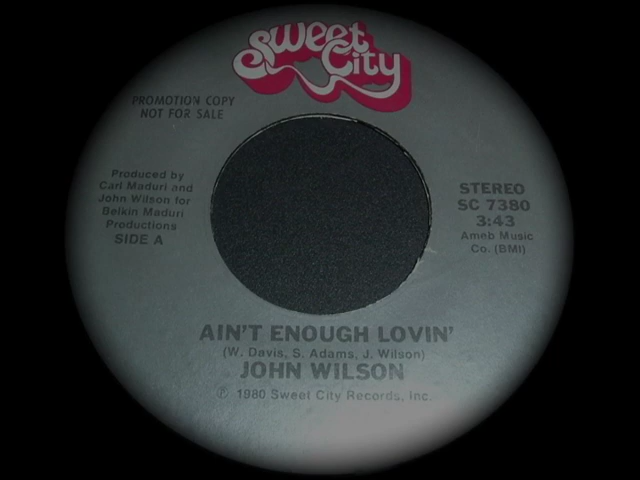 Sweet
City
PROMOTION COPY
NOT FOR SALE
Produced by
Carl Maduri and
John Wilson for
Belkin Maduri
Productions
SIDE A
STEREO
SC 7380
3:43
Ameb Music
Co. (BMI)
AIN'T ENOUGH LOVIN'
(W. Davis, S. Adams, J. Wilson)
JOHN WILSON
℗ 1980 Sweet City Records, Inc.